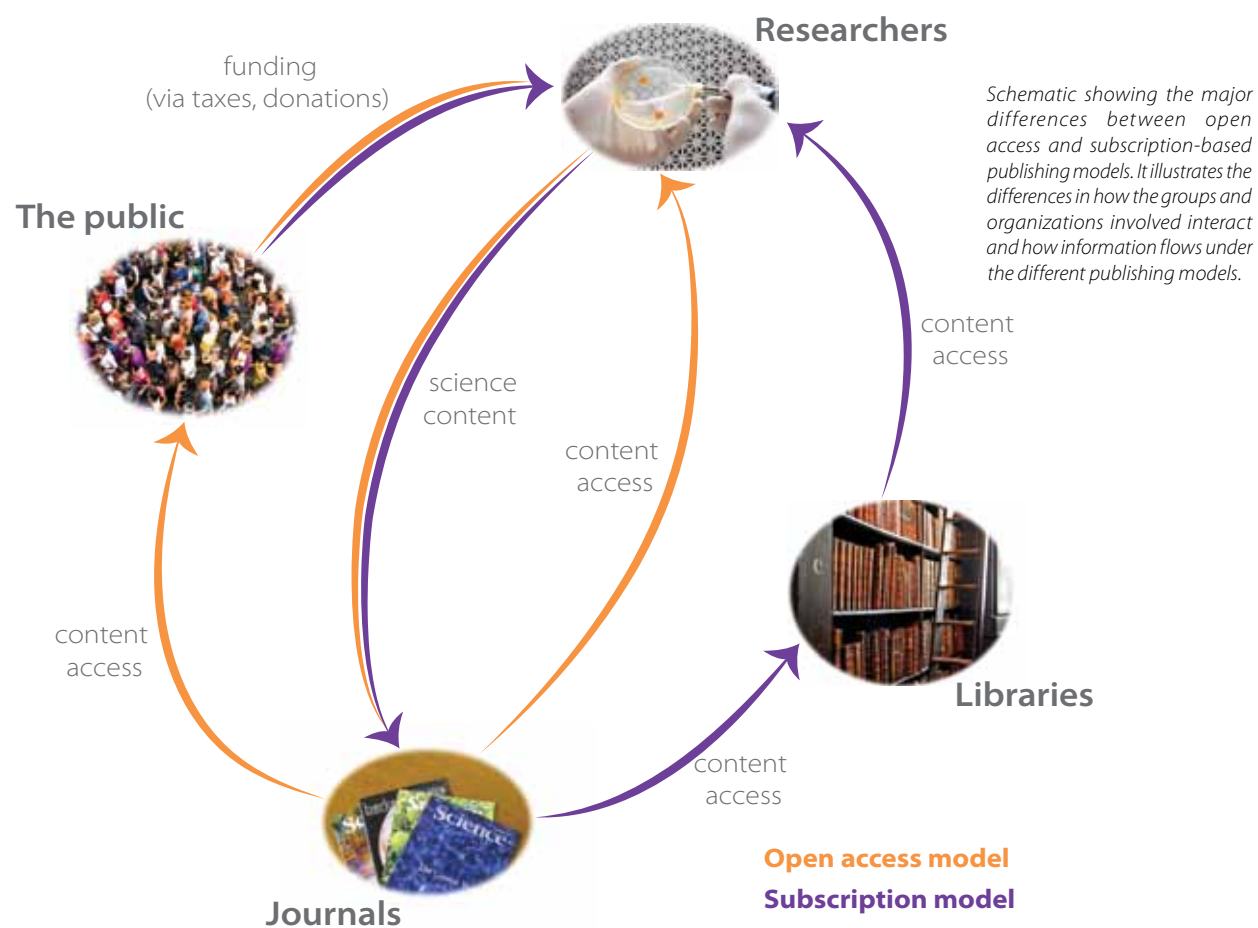 Researchers
funding
(via taxes, donations)
Schematic showing the major
differences between open
access and subscription-based
publishing models. It illustrates the
differences in how the groups and
organizations involved interact
and how information flows under
the different publishing models.
The public
content
access
science
content
content
access
content
access
Libraries
content
access
Science
Open access model
Subscription model
Journals